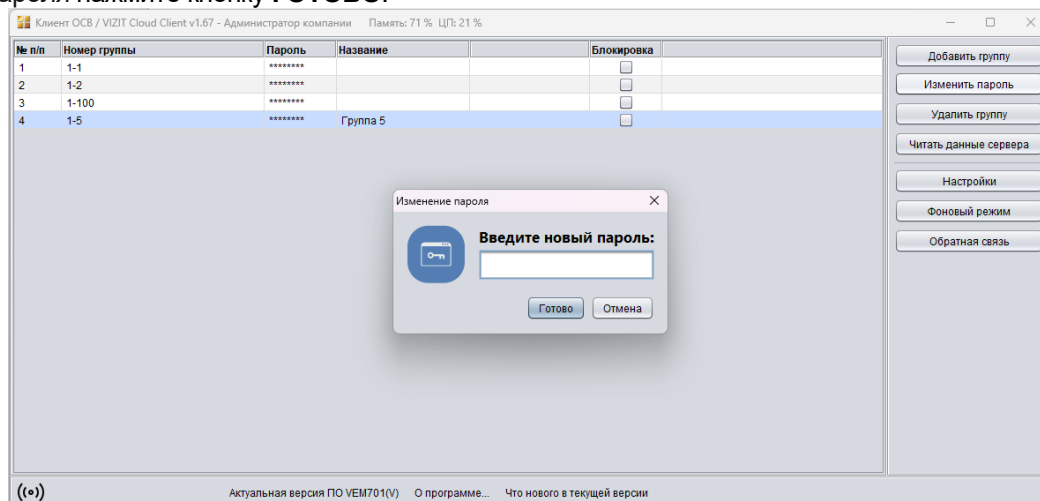 нажмите кнопку
Клиент ОСВ / VIZIT Cloud Client v1.67 - Администратор компании Память: 71 % ЦП: 21 %
№ п/п Номер группы Пароль Название Блокировка
1 1-1 ********
2 1-2 ********
3 1-100 ********
4 1-5 ******** Группа 5
Добавить группу
Изменить пароль
Удалить группу
Читать данные сервера
Настройки
Фоновый режим
Обратная связь
Изменение пароля
Введите новый пароль:
Готово Отмена
Актуальная версия ПО VEM701(V) О программе... Что нового в текущей версии